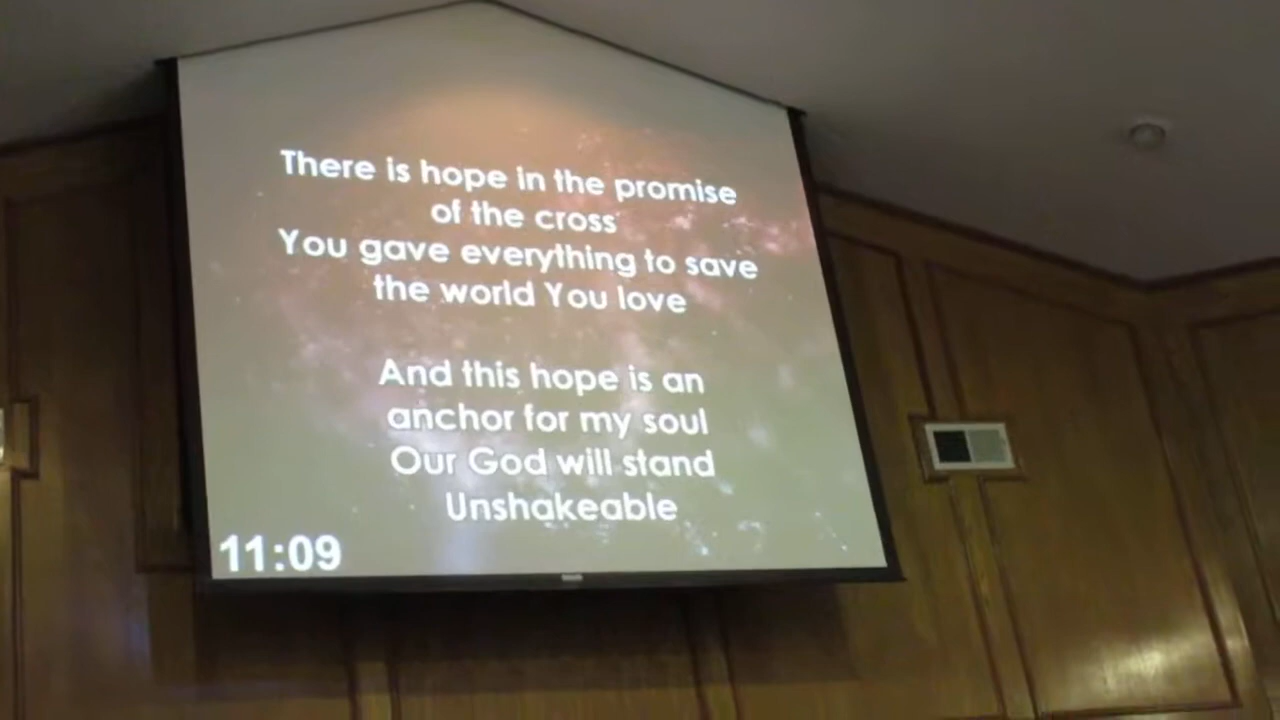 There is hope in the promise
of the cross
You gave everything to save
the world You love
And this hope is an
anchor for my soul
Our God will stand
Unshakeable
11:09